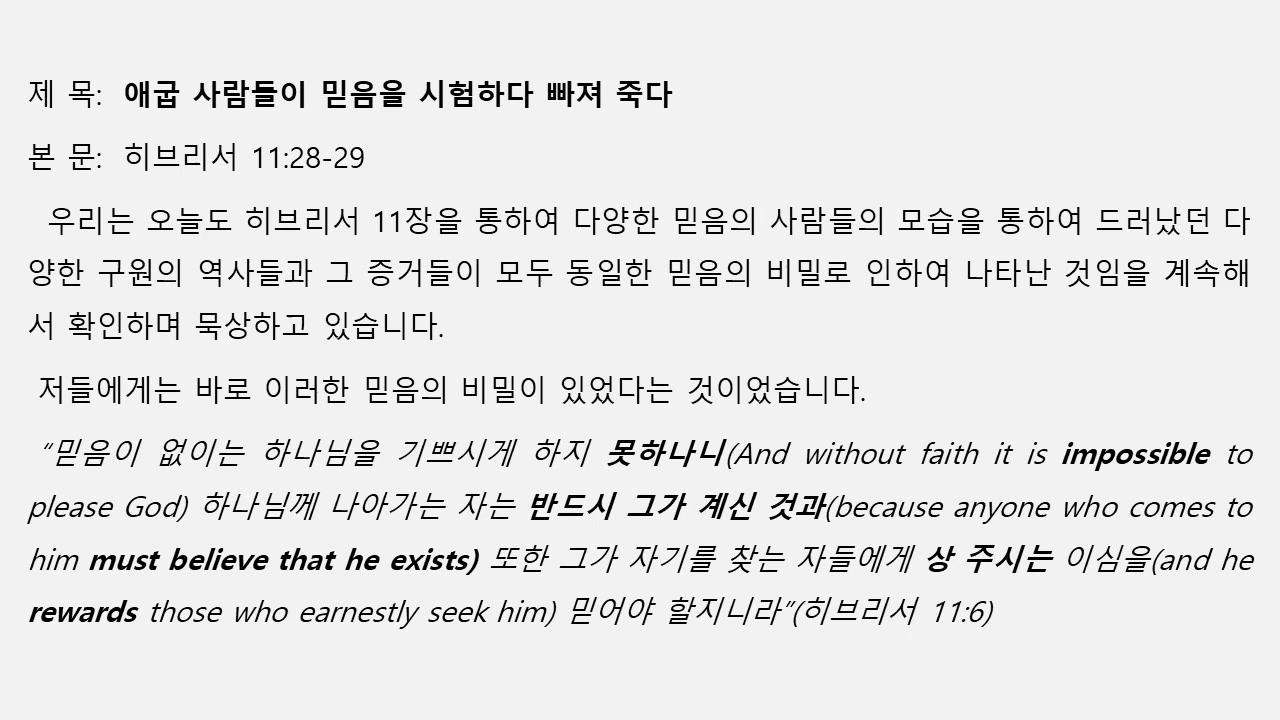 제 목: 애굽 사람들이 믿음을 시험하다 빠져 죽다
본 문: 히브리서 11:28-29
우리는 오늘도 히브리서 11장을 통하여 다양한 믿음의 사람들의 모습을 통하여 드러났던 다
양한 구원의 역사들과 그 증거들이 모두 동일한 믿음의 비밀로 인하여 나타난 것임을 계속해
서 확인하며 묵상하고 있습니다.
저들에게는 바로 이러한 믿음의 비밀이 있었다는 것이었습니다.
“믿음이 없이는 하나님을 기쁘시게 하지 못하나니(And without faith it is impossible to
please God) 하나님께 나아가는 자는 반드시 그가 계신 것과(because anyone who comes to
him must believe that he exists) 또한 그가 자기를 찾는 자들에게 상 주시는 이심을(and he
rewards those who earnestly seek him) 믿어야 할지니라”(히브리서 11:6)